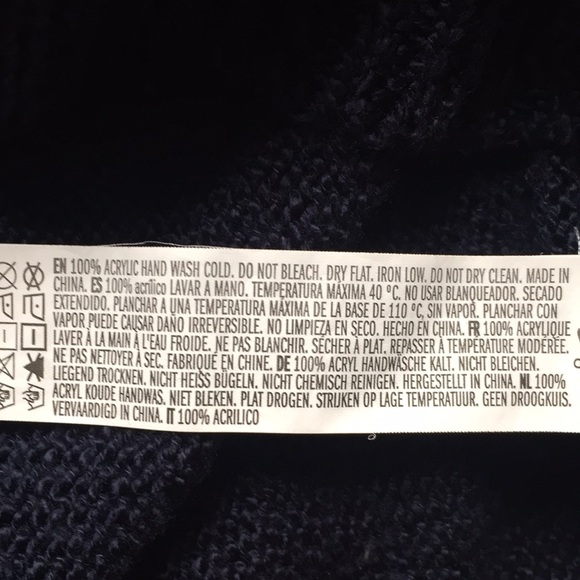 EN 100% ACRYLIC HAND WASH COLD. DO NOT BLEACH. DRY FLAT. IRON LOW. DO NOT DRY CLEAN. MADE IN
CHINA. ES 100% acrílico LAVAR A MANO. TEMPERATURA MÁXIMA 40 ºC. NO USAR BLANQUEADOR. SECADO
EXTENDIDO. PLANCHAR A UNA TEMPERATURA MÁXIMA DE LA BASE DE 110 ºC, SIN VAPOR. PLANCHAR CON
VAPOR PUEDE CAUSAR DAÑO IRREVERSIBLE. NO LIMPIEZA EN SECO. HECHO EN CHINA. FR 100% ACRYLIQUE
LAVER À LA MAIN À L'EAU FROIDE. NE PAS BLANCHIR. SÉCHER À PLAT. REPASSER À TEMPÉRATURE MODÉRÉE.
NE PAS NETTOYER À SEC. FABRIQUÉ EN CHINE. DE 100% ACRYL HANDWÄSCHE KALT. NICHT BLEICHEN.
LIEGEND TROCKNEN. NICHT HEISS BÜGELN. NICHT CHEMISCH REINIGEN. HERGESTELLT IN CHINA. NL 100%
ACRYL KOUDE HANDWAS. NIET BLEKEN. PLAT DROGEN. STRIJKEN OP LAGE TEMPERATUUR. GEEN DROOGKUIS.
VERVAARDIGD IN CHINA. IT 100% ACRILICO